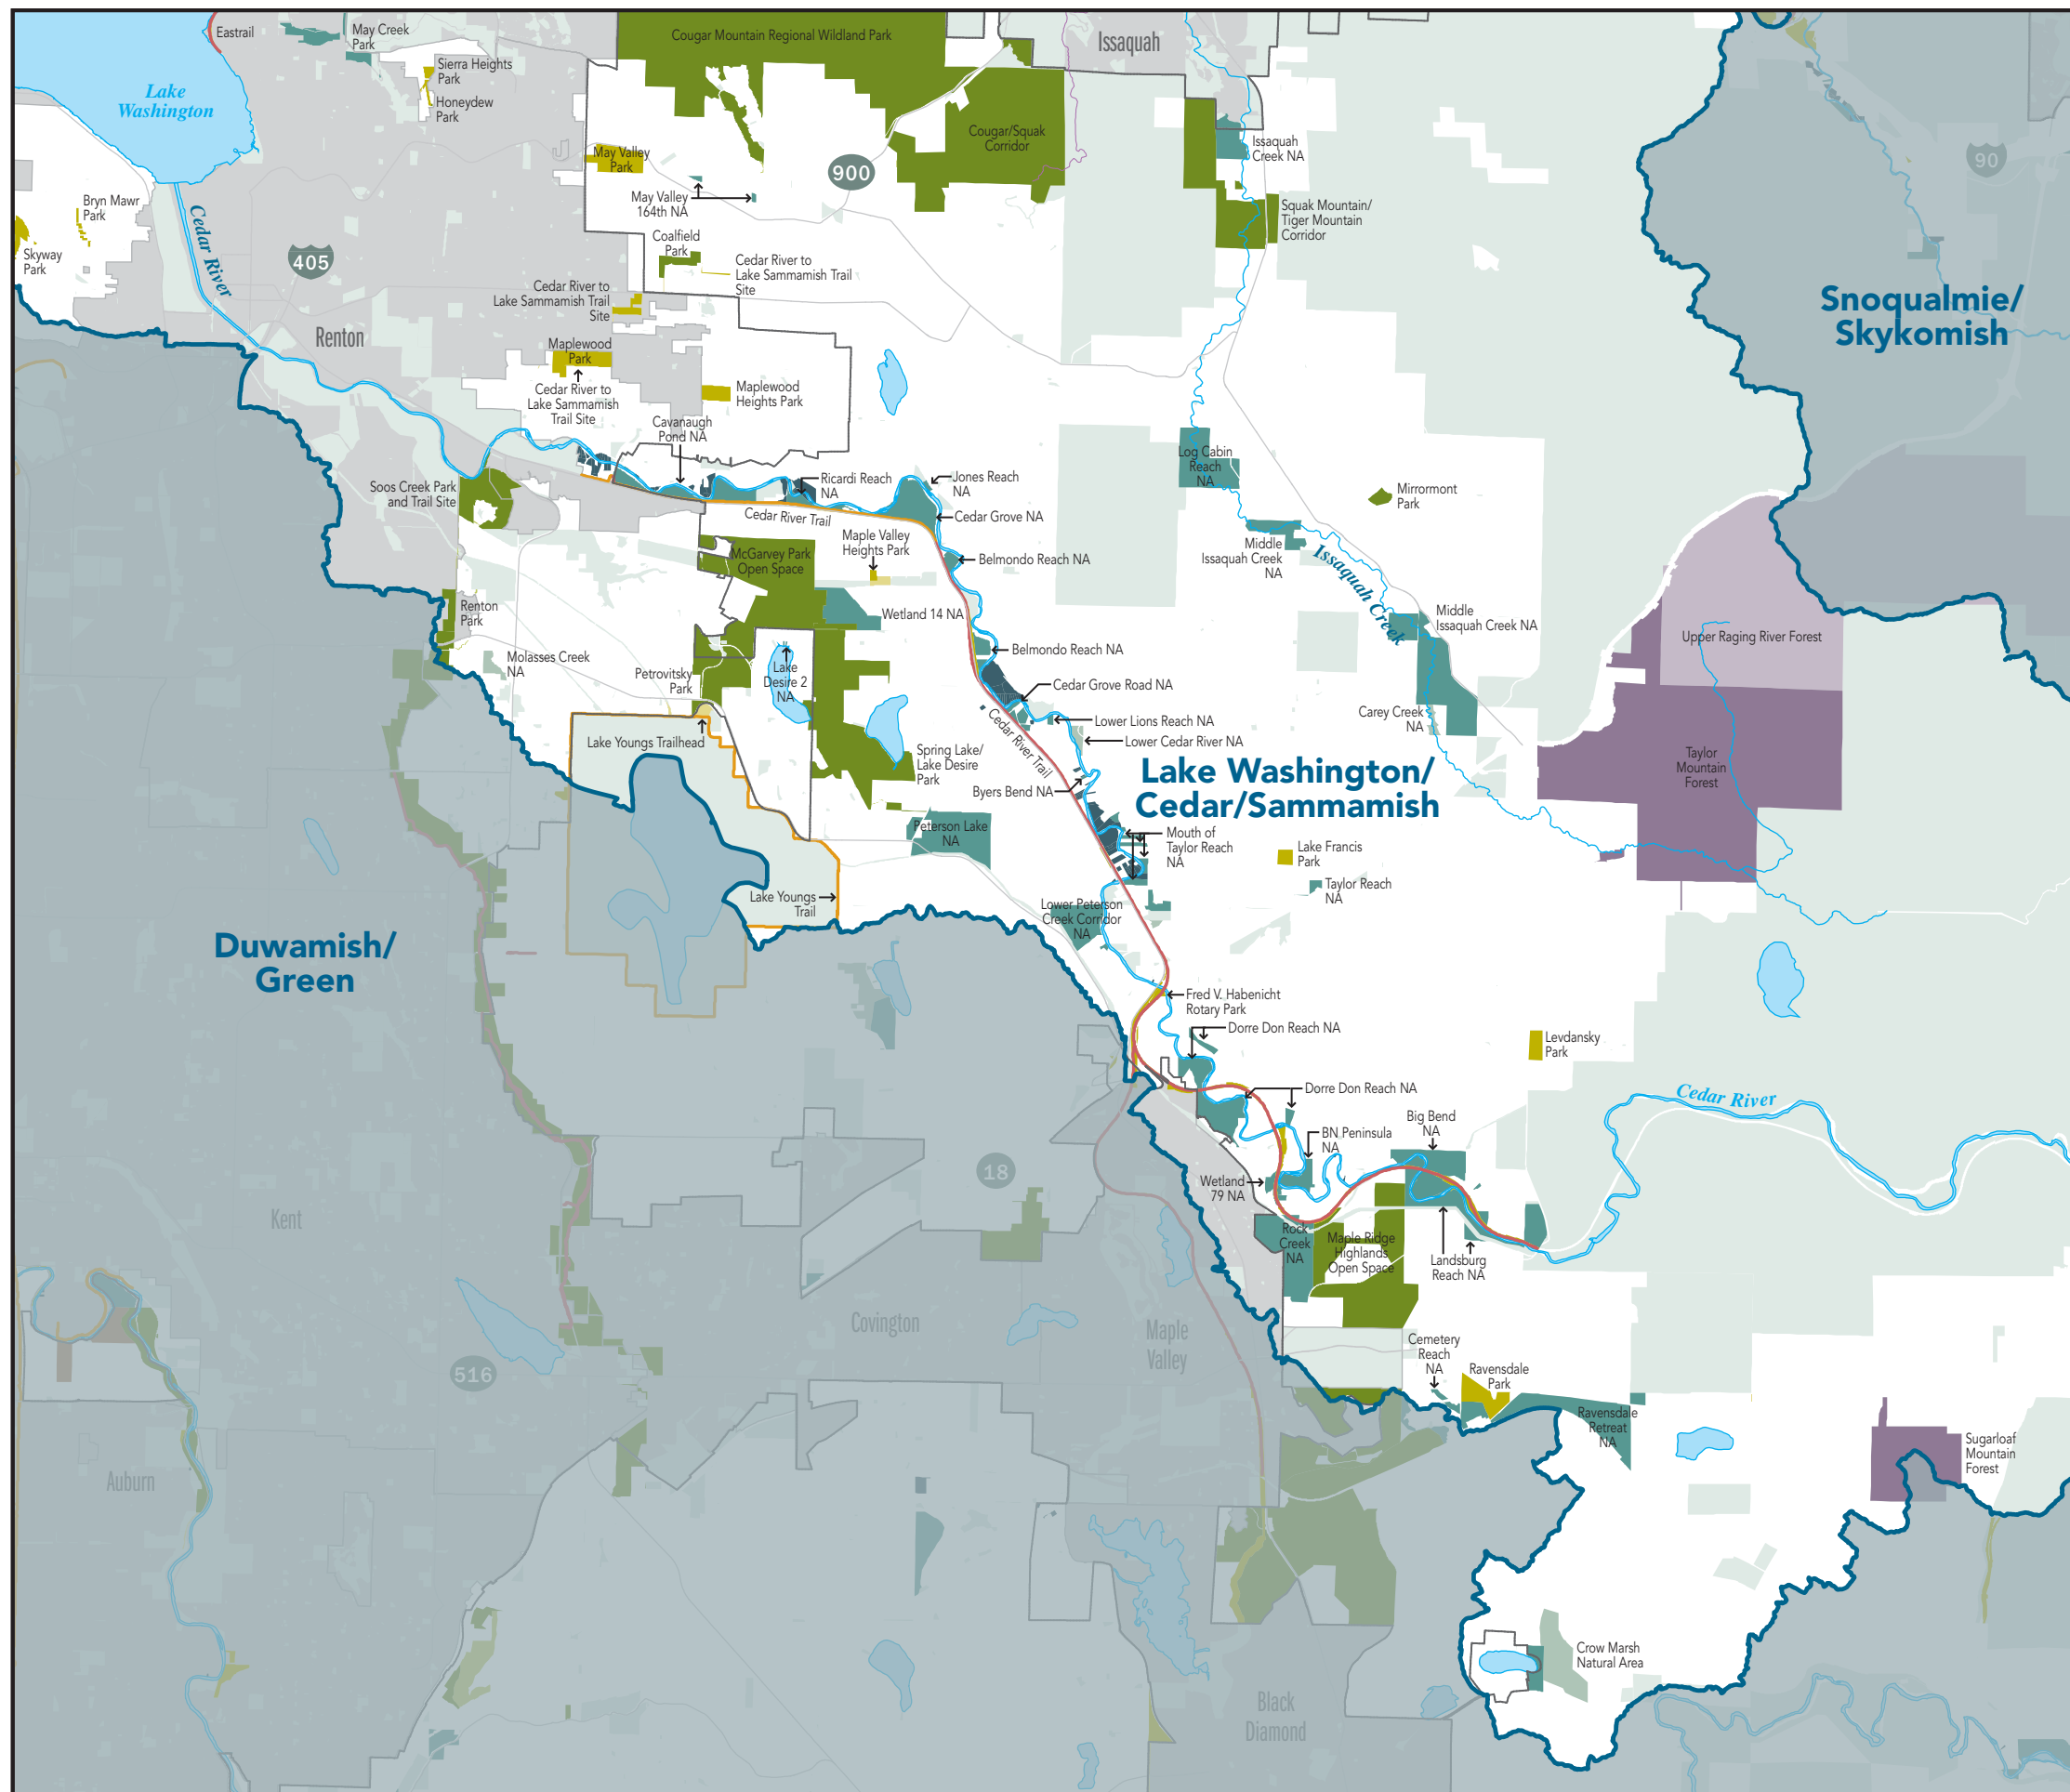 Eastrail
May Creek
Park
Cougar Mountain Regional Wildland Park
Issaquah
Sierra Heights
Park
Honeydew
Park
Lake
Washington
Cougar/Squak
Corridor
Issaquah
Creek NA
90
May Valley
Park
900
May Valley
164th NA
Bryn Mawr
Park
Skyway
Park
Cedar River
405
Squak Mountain/
Tiger Mountain
Corridor
Coalfield
Park
Cedar River to
Lake Sammamish Trail
Site
Cedar River to
Lake Sammamish Trail
Site
Snoqualmie/
Skykomish
Renton
Maplewood
Park
Cedar River to
Lake Sammamish
Trail Site
Maplewood
Heights Park
Cavanaugh
Pond NA
Log Cabin
Reach
NA
Soos Creek Park
and Trail Site
Ricardi Reach
NA
Jones Reach
NA
Mirrormont
Park
Cedar River Trail
Cedar Grove NA
Maple Valley
Heights Park
McGarvey Park
Open Space
Belmondo Reach NA
Middle
Issaquah Creek
NA
Issaquah Creek
Renton
Park
Wetland 14 NA
Middle
Issaquah Creek NA
Upper Raging River Forest
Molasses Creek
NA
Petrovitsky
Park
Lake
Desire 2
NA
Belmondo Reach NA
Cedar Grove Road NA
Carey Creek
NA
Lower Lions Reach NA
Lower Cedar River NA
Lake Youngs Trailhead
Cedar River Trail
Spring Lake/
Lake Desire
Park
Taylor
Mountain
Forest
Lake Washington/
Cedar/Sammamish
Byers Bend NA
Peterson Lake
NA
Mouth of
Taylor Reach
NA
Lake Francis
Park
Taylor Reach
NA
Lake Youngs
Trail
Lower Peterson
Creek Corridor
NA
Duwamish/
Green
Fred V. Habenicht
Rotary Park
Dorre Don Reach NA
Levdansky
Park
Dorre Don Reach NA
Cedar River
Big Bend
NA
BN Peninsula
NA
18
Wetland
79 NA
Kent
Rock
Creek
NA
Maple Ridge
Highlands
Open Space
Landsburg
Reach NA
Covington
Maple
Valley
Cemetery
Reach
NA
Ravensdale
Park
516
Ravensdale
Retreat
NA
Sugarloaf
Mountain
Forest
Auburn
Crow Marsh
Natural Area
Black
Diamond